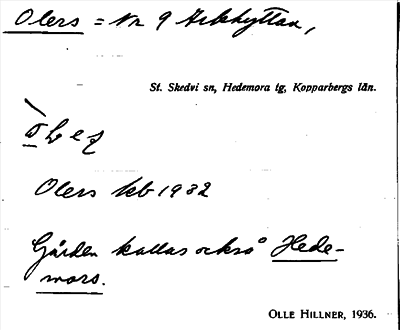 Olers = Nr 9 Arkhyttan,
St. Skedvi sn, Hedemora tg, Kopparbergs län.
Olers kb 1932
Gården kallas också Hede-
mors.
OLLE HILLNER, 1936.